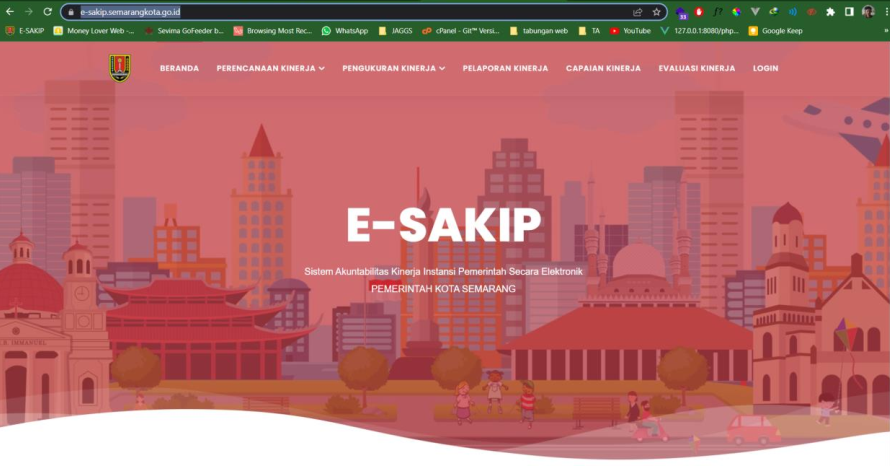 e-sakip.semarangkota.go.id
E-SAKIP
Money Lover Web -...
Sevima GoFeeder b...
Browsing Most Rec...
WhatsApp
JAGGS
cPanel - Git™ Versi...
tabungan web
TA
YouTube
127.0.0.1:8080/php...
Google Keep
BERANDA
PERENCANAAN KINERJA
PENGUKURAN KINERJA
PELAPORAN KINERJA
CAPAIAN KINERJA
EVALUASI KINERJA
LOGIN
E-SAKIP
Sistem Akuntabilitas Kinerja Instansi Pemerintah Secara Elektronik
PEMERINTAH KOTA SEMARANG